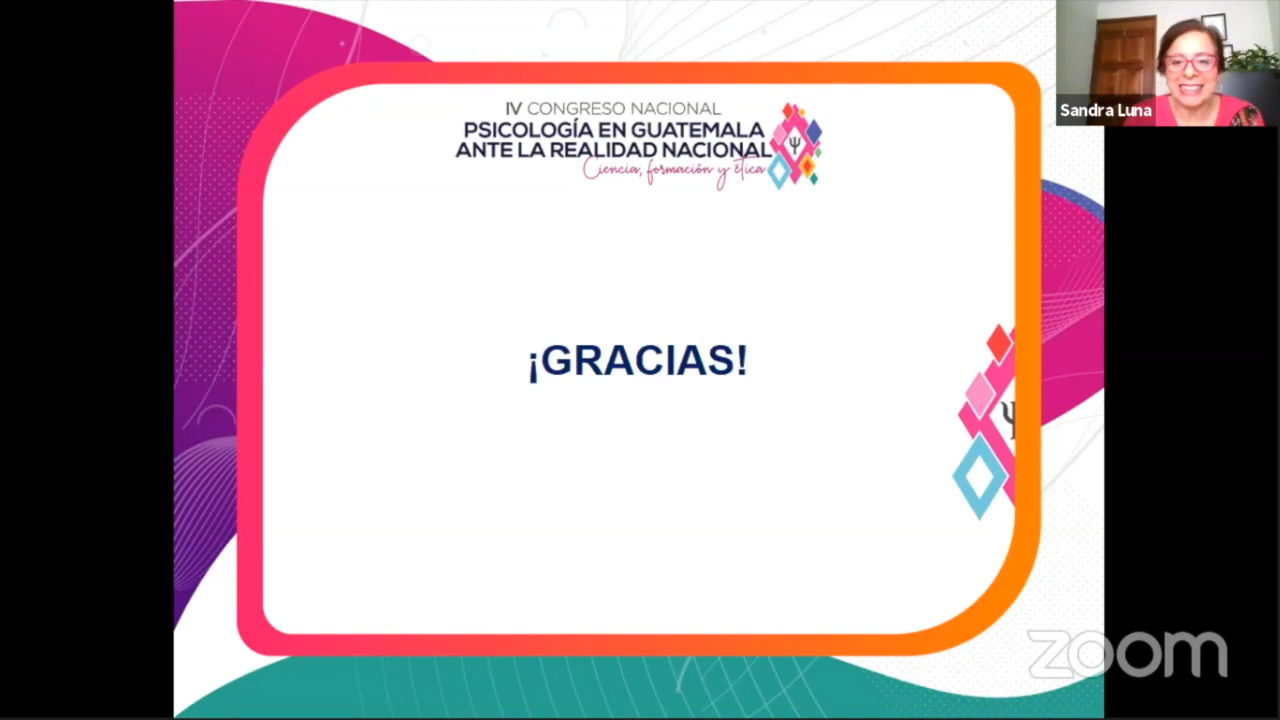 IV CONGRESO NACIONAL
PSICOLOGÍA EN GUATEMALA
ANTE LA REALIDAD NACIONAL
Ciencia, formación y ética
¡GRACIAS!
Sandra Luna
zoom